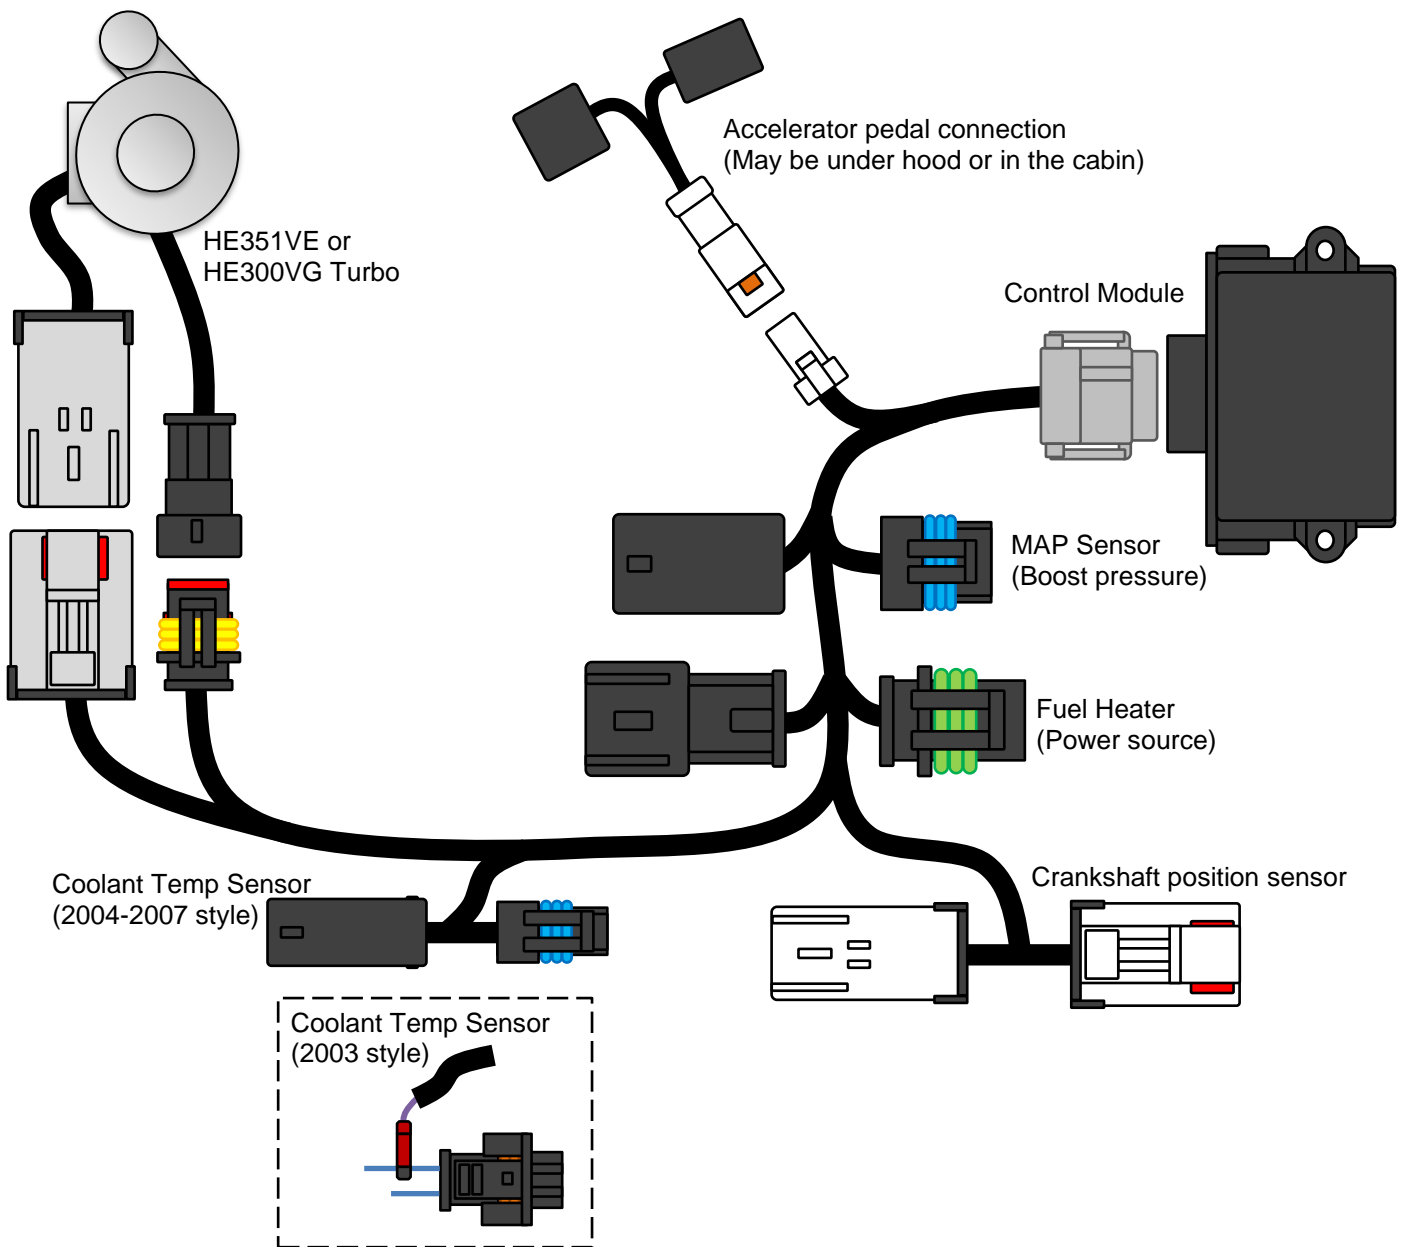 Accelerator pedal connection
(May be under hood or in the cabin)
HE351VE or
HE300VG Turbo
Control Module
MAP Sensor
(Boost pressure)
Fuel Heater
(Power source)
Coolant Temp Sensor
(2004-2007 style)
Crankshaft position sensor
Coolant Temp Sensor
(2003 style)